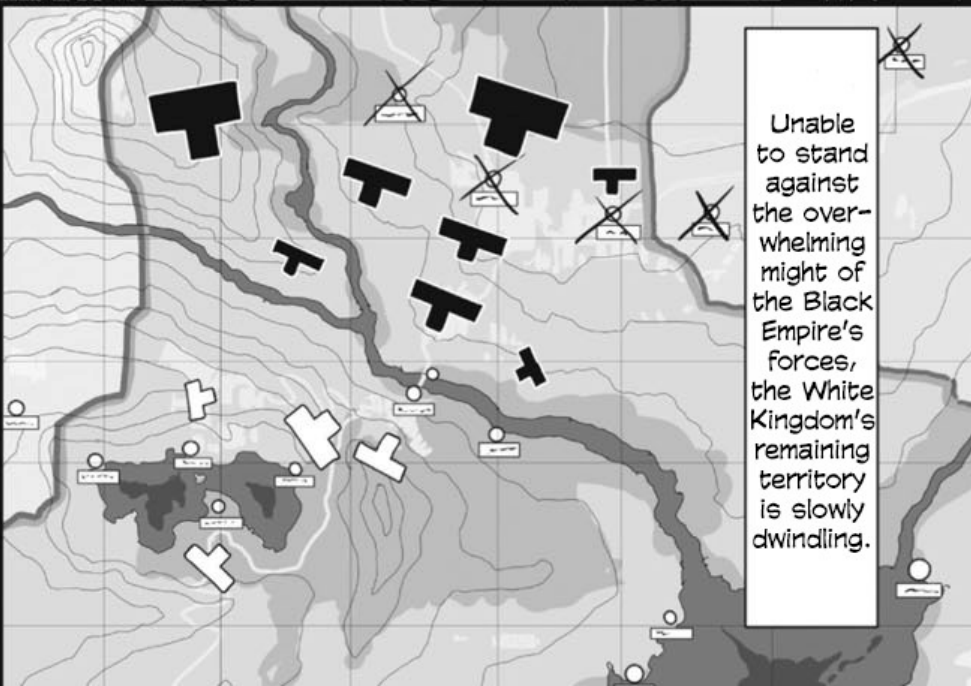 Unable
to stand
against
the over-
whelming
might of
the Black
Empire's
forces,
the White
Kingdom's
remaining
territory
is slowly
dwindling.